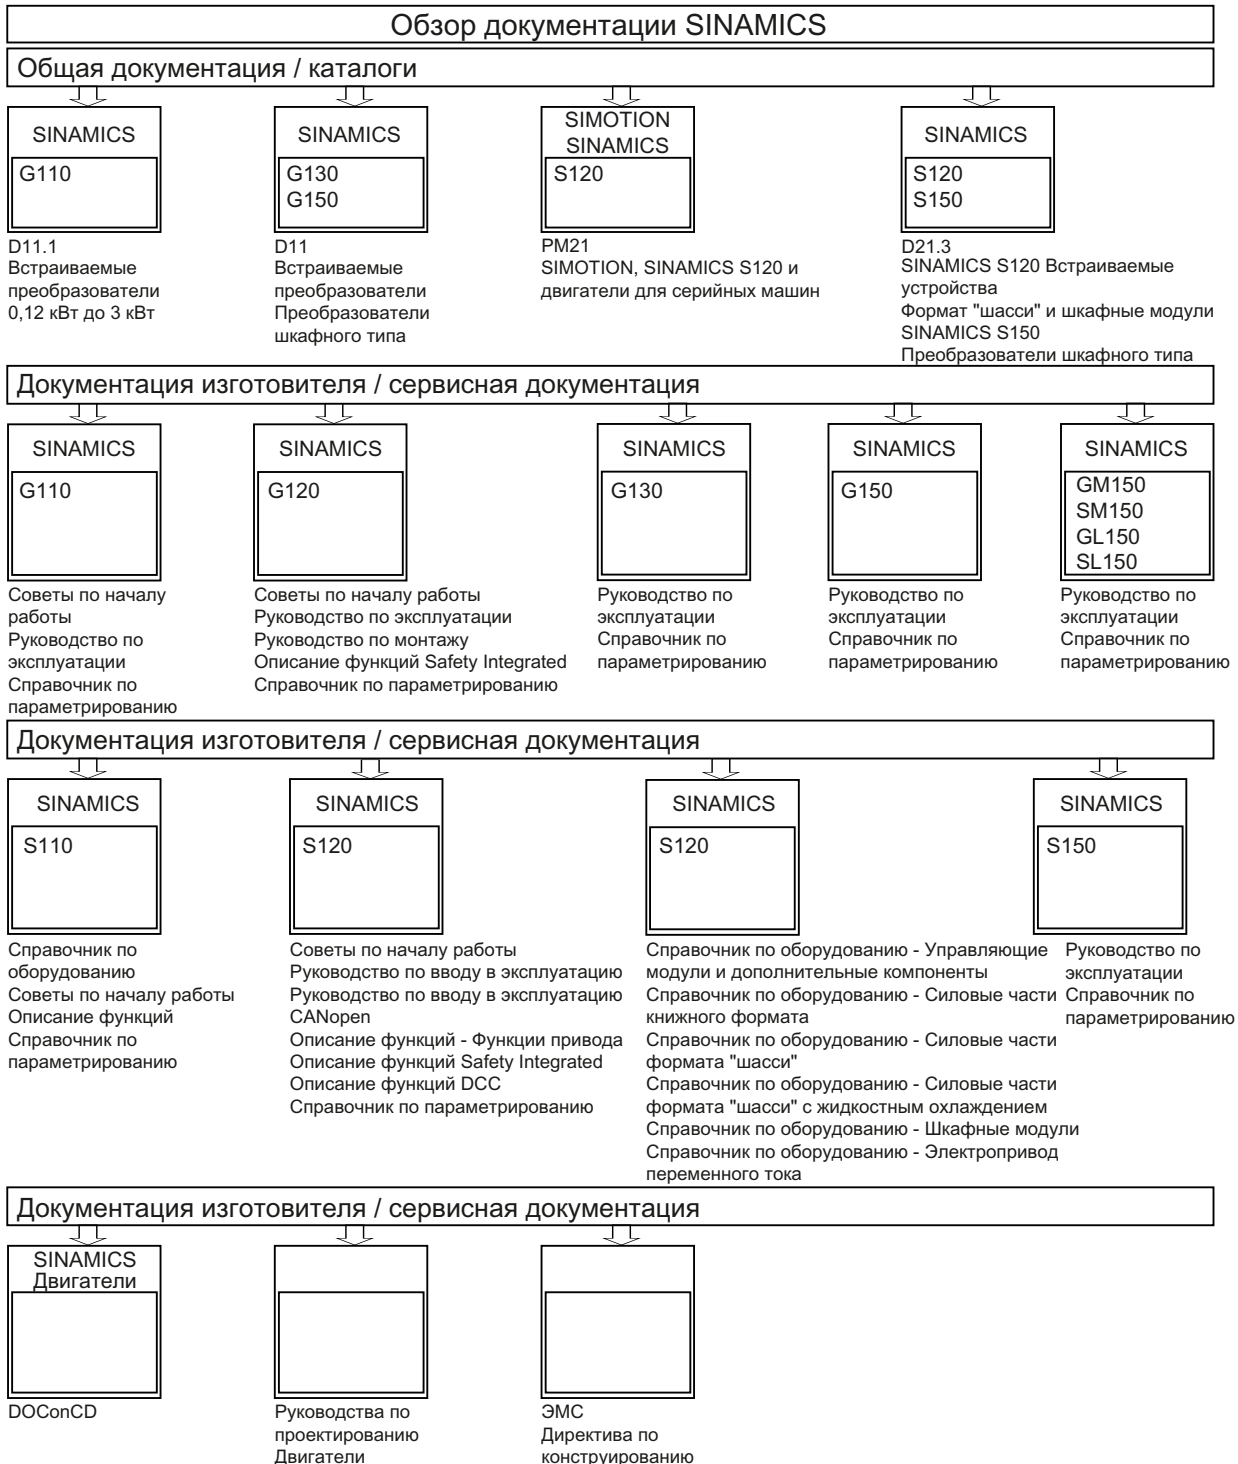 Обзор документации SINAMICS
Общая документация / каталоги
SINAMICS
G110
D11.1
Встраиваемые
преобразователи
0,12 кВт до 3 кВт
SINAMICS
G130
G150
D11
Встраиваемые
преобразователи
Преобразователи
шкафного типа
SIMOTION
SINAMICS
S120
PM21
SIMOTION, SINAMICS S120 и
двигатели для серийных машин
SINAMICS
S120
S150
D21.3
SINAMICS S120 Встраиваемые
устройства
Формат "шасси" и шкафные модули
SINAMICS S150
Преобразователи шкафного типа
Документация изготовителя / сервисная документация
SINAMICS
G110
Советы по началу
работы
Руководство по
эксплуатации
Справочник по
параметрированию
SINAMICS
G120
Советы по началу работы
Руководство по эксплуатации
Руководство по монтажу
Описание функций Safety Integrated
Справочник по параметрированию
SINAMICS
G130
Руководство по
эксплуатации
Справочник по
параметрированию
SINAMICS
G150
Руководство по
эксплуатации
Справочник по
параметрированию
SINAMICS
GM150
SM150
GL150
SL150
Руководство по
эксплуатации
Справочник по
параметрированию
Документация изготовителя / сервисная документация
SINAMICS
S110
Справочник по
оборудованию
Советы по началу работы
Описание функций
Справочник по
параметрированию
SINAMICS
S120
Советы по началу работы
Руководство по вводу в эксплуатацию
Руководство по вводу в эксплуатацию
CANopen
Описание функций - Функции привода
Описание функций Safety Integrated
Описание функций DCC
Справочник по параметрированию
SINAMICS
S120
Справочник по оборудованию - Управляющие
модули и дополнительные компоненты
Справочник по оборудованию - Силовые части
книжного формата
Справочник по оборудованию - Силовые части
формата "шасси"
Справочник по оборудованию - Силовые части
формата "шасси" с жидкостным охлаждением
Справочник по оборудованию - Шкафные модули
Справочник по оборудованию - Электропривод
переменного тока
SINAMICS
S150
Руководство по
эксплуатации
Справочник по
параметрированию
Документация изготовителя / сервисная документация
SINAMICS
Двигатели
DOConCD
Руководства по
проектированию
Двигатели
ЭМС
Директива по
конструированию